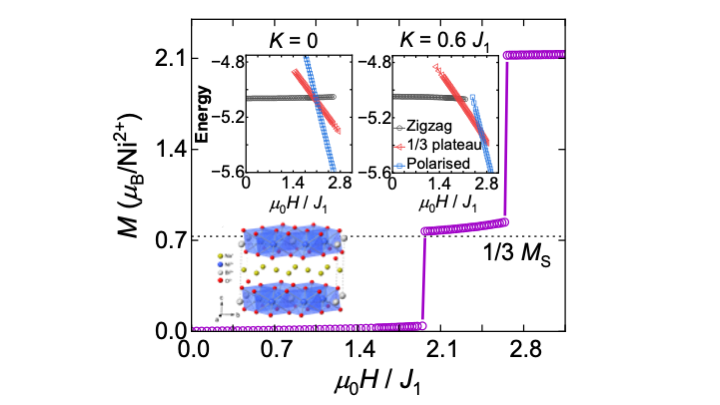 K = 0
K = 0.6 J1
2.1
1.4
0.7
0.0
M (μB/Ni2+)
−4.8
−5.2
−5.6
Energy
0 1.4 2.8
μ0H / J1
−4.8
−5.2
−5.6
Zigzag
1/3 plateau
Polarised
0 1.4 2.8
μ0H / J1
1/3 MS
0.0 0.7 1.4 2.1 2.8
μ0H / J1